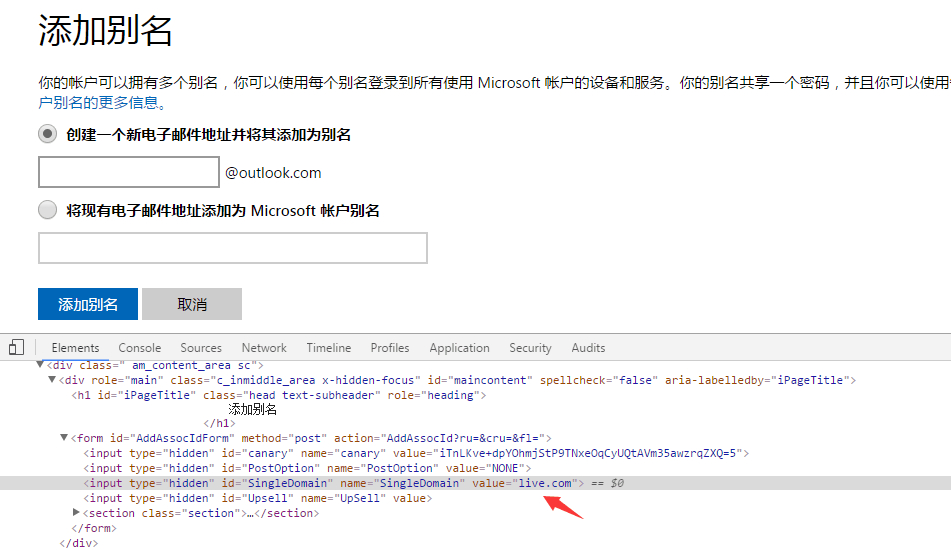 添加别名
你的帐户可以拥有多个别名，你可以使用每个别名登录到所有使用 Microsoft 帐户的设备和服务。你的别名共享一个密码，并且你可以使用
户别名的更多信息。
创建一个新电子邮件地址并将其添加为别名
@outlook.com
将现有电子邮件地址添加为 Microsoft 帐户别名
添加别名 取消
Elements Console Sources Network Timeline Profiles Application Security Audits
<div class=" am_content_area sc">
<div role="main" class="c_inmiddle_area x-hidden-focus" id="maincontent" spellcheck="false" aria-labelledby="iPageTitle">
<h1 id="iPageTitle" class="head text-subheader" role="heading">
添加别名
</h1>
<form id="AddAssocIdForm" method="post" action="AddAssocId?ru=&cru=&fl=">
<input type="hidden" id="canary" name="canary" value="iTnLKve+dpYOhmjStP9TNxeOqCyUQtAVm35awzrqZXQ=5">
<input type="hidden" id="PostOption" name="PostOption" value="NONE">
<input type="hidden" id="SingleDomain" name="SingleDomain" value="live.com"> == $0
<input type="hidden" id="Upsell" name="UpSell" value>
<section class="section">…</section>
</form>
</div>